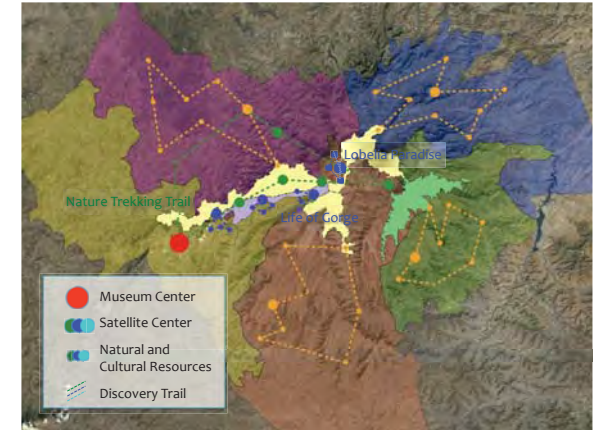 Lobelia Paradise
Nature Trekking Trail
Life of Gorge
Museum Center
Satellite Center
Natural and
Cultural Resources
Discovery Trail